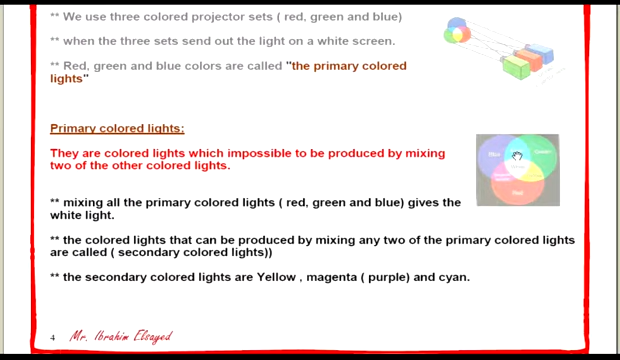 ** We use three colored projector sets ( red, green and blue)
** when the three sets send out the light on a white screen.
** Red, green and blue colors are called "the primary colored
lights"
Primary colored lights:
They are colored lights which impossible to be produced by mixing
two of the other colored lights.
Blue
Red
** mixing all the primary colored lights ( red, green and blue) gives the
white light.
** the colored lights that can be produced by mixing any two of the primary colored lights
are called ( secondary colored lights))
** the secondary colored lights are Yellow , magenta ( purple) and cyan.
4 Mr. Ibrahim Elsayed